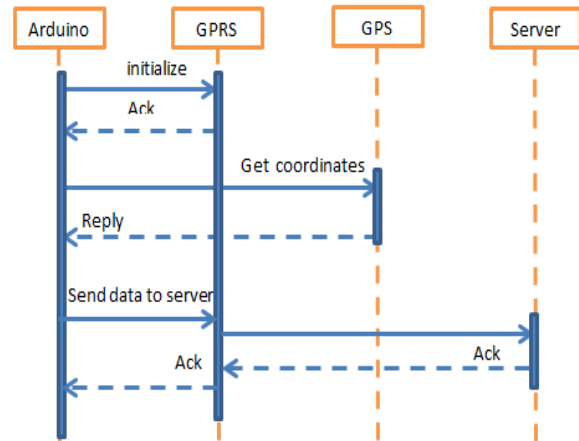 Arduino
GPRS
GPS
Server
initialize
Ack
Get coordinates
Reply
Send data to server
Ack
Ack